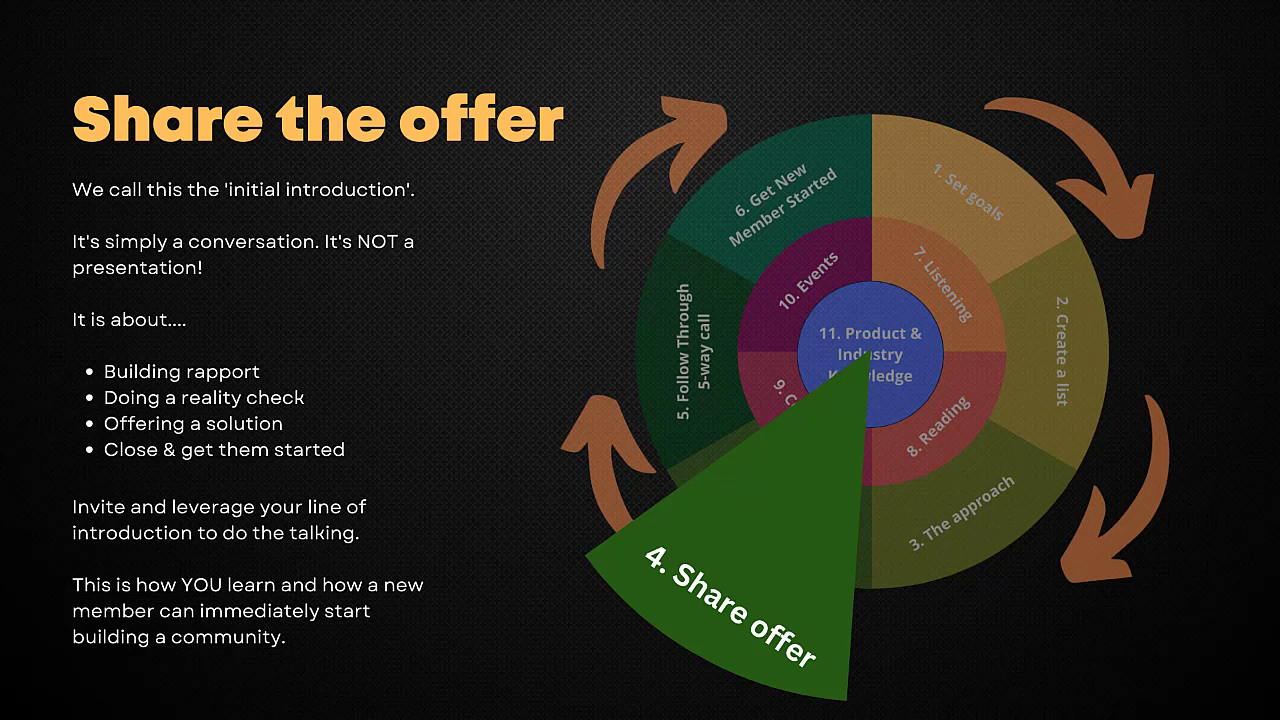 Share the offer
We call this the 'initial introduction'.
It's simply a conversation. It's NOT a
presentation!
It is about....
• Building rapport
• Doing a reality check
• Offering a solution
• Close & get them started
Invite and leverage your line of
introduction to do the talking.
This is how YOU learn and how a new
member can immediately start
building a community.
1. Set goals
2. Create a list
3. The approach
4. Share offer
5. Follow Through
5-way call
6. Get New
Member Started
7. Listening
8. Reading
9.
10. Events
11. Product &
Industry
Knowledge